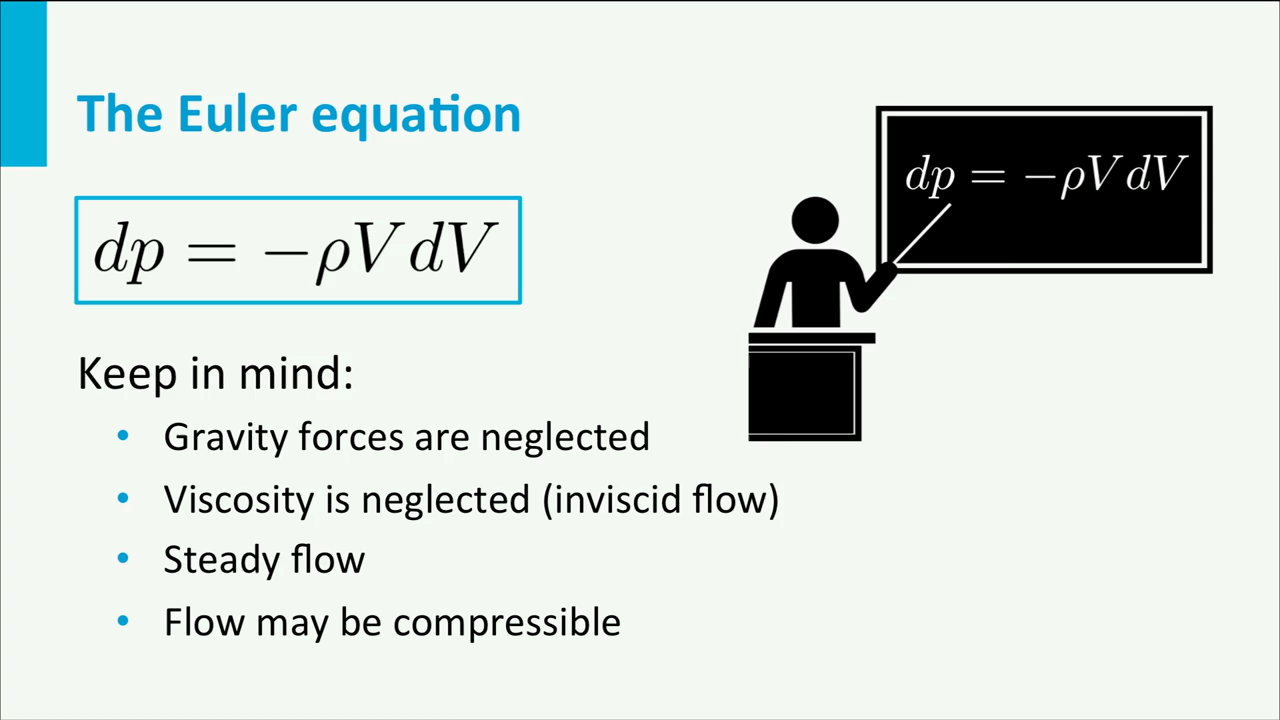 The Euler equation
dp = −ρV dV
dp = −ρV dV
Keep in mind:
• Gravity forces are neglected
• Viscosity is neglected (inviscid flow)
• Steady flow
• Flow may be compressible